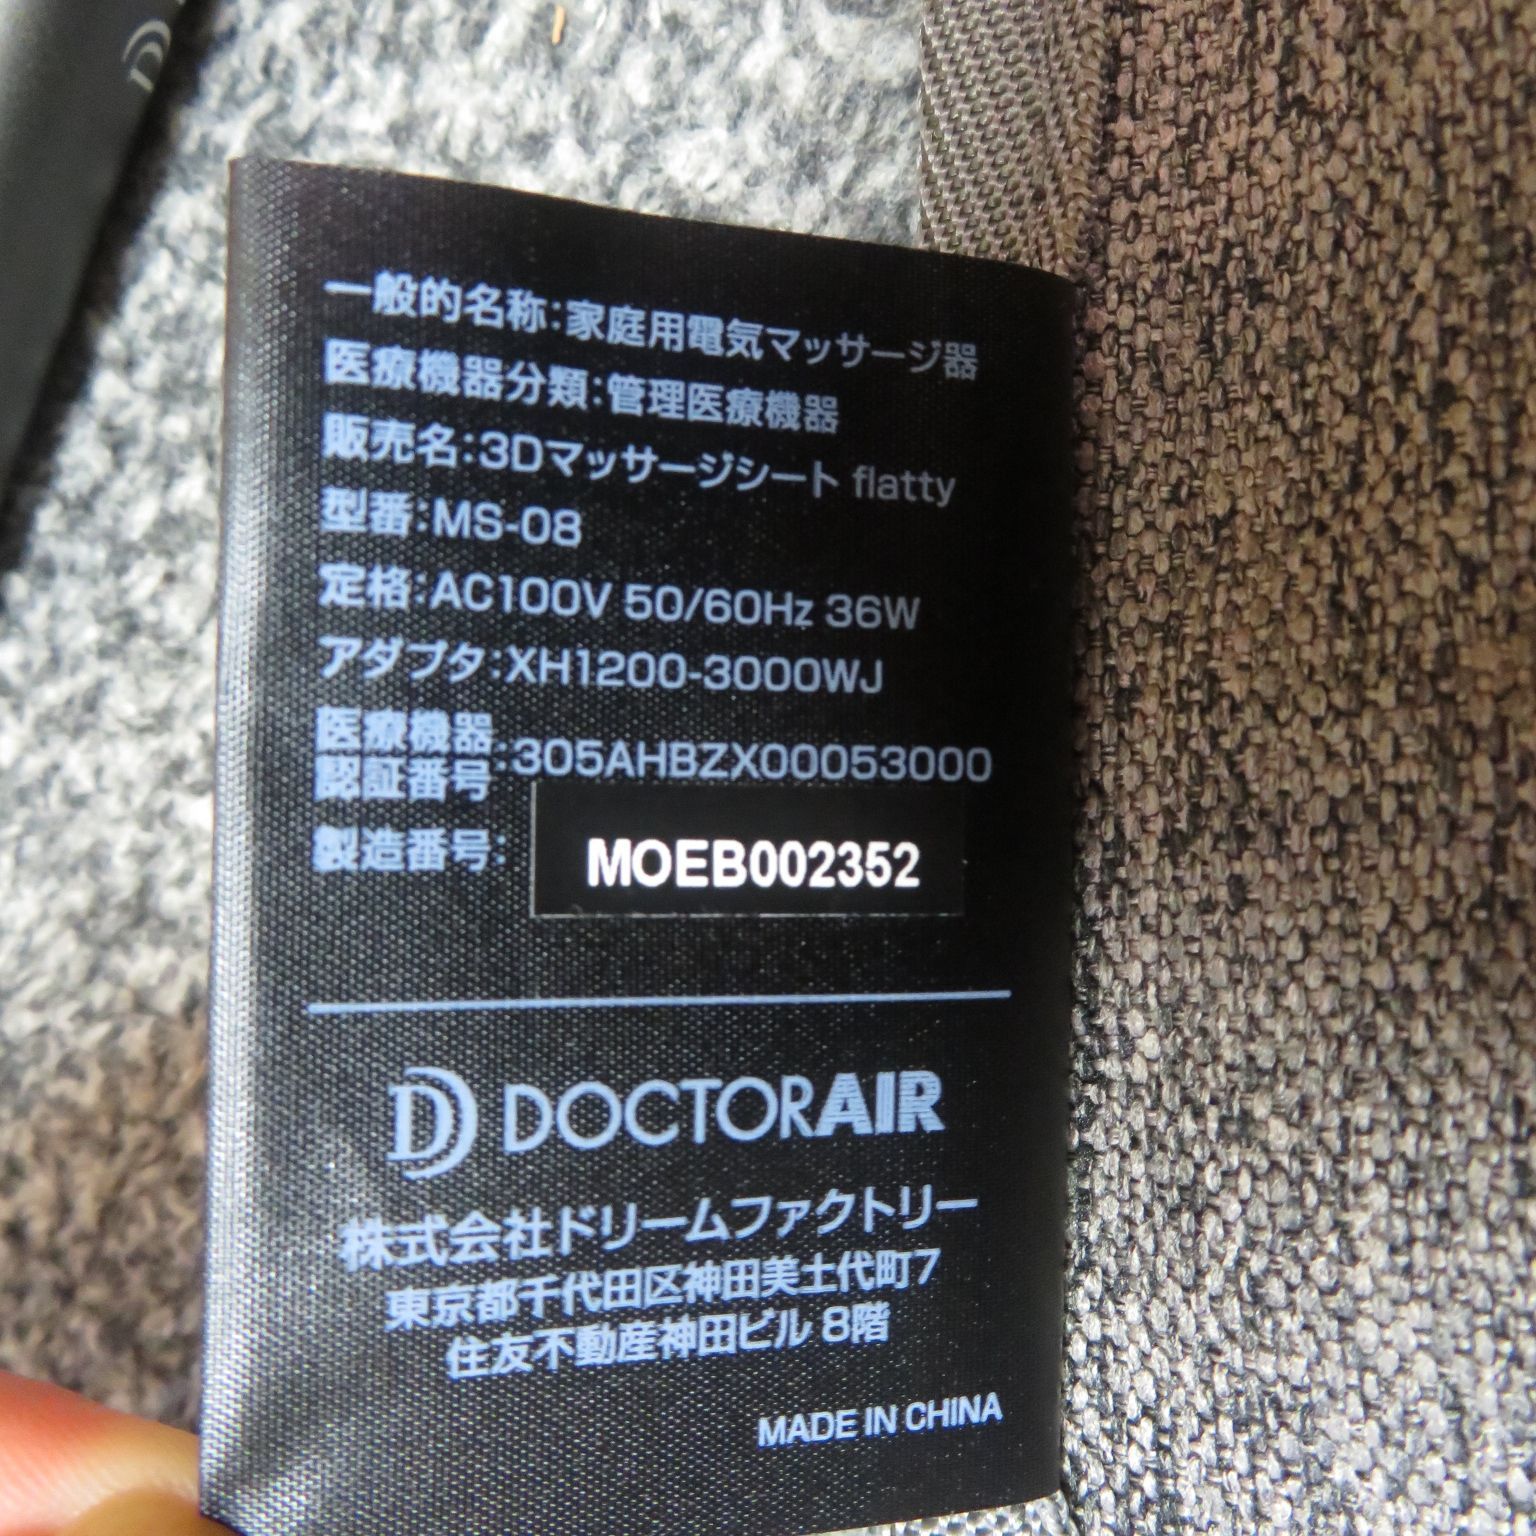 一般的名称:家庭用電気マッサージ器
医療機器分類:管理医療機器
販売名:3Dマッサージシート flatty
型番:MS-08
定格:AC100V 50/60Hz 36W
アダプタ:XH1200-3000WJ
医療機器認証番号:305AHBZX00053000
製造番号: MOEB002352
DOCTORAIR
株式会社ドリームファクトリー
東京都千代田区神田美土代町7
住友不動産神田ビル 8階
MADE IN CHINA